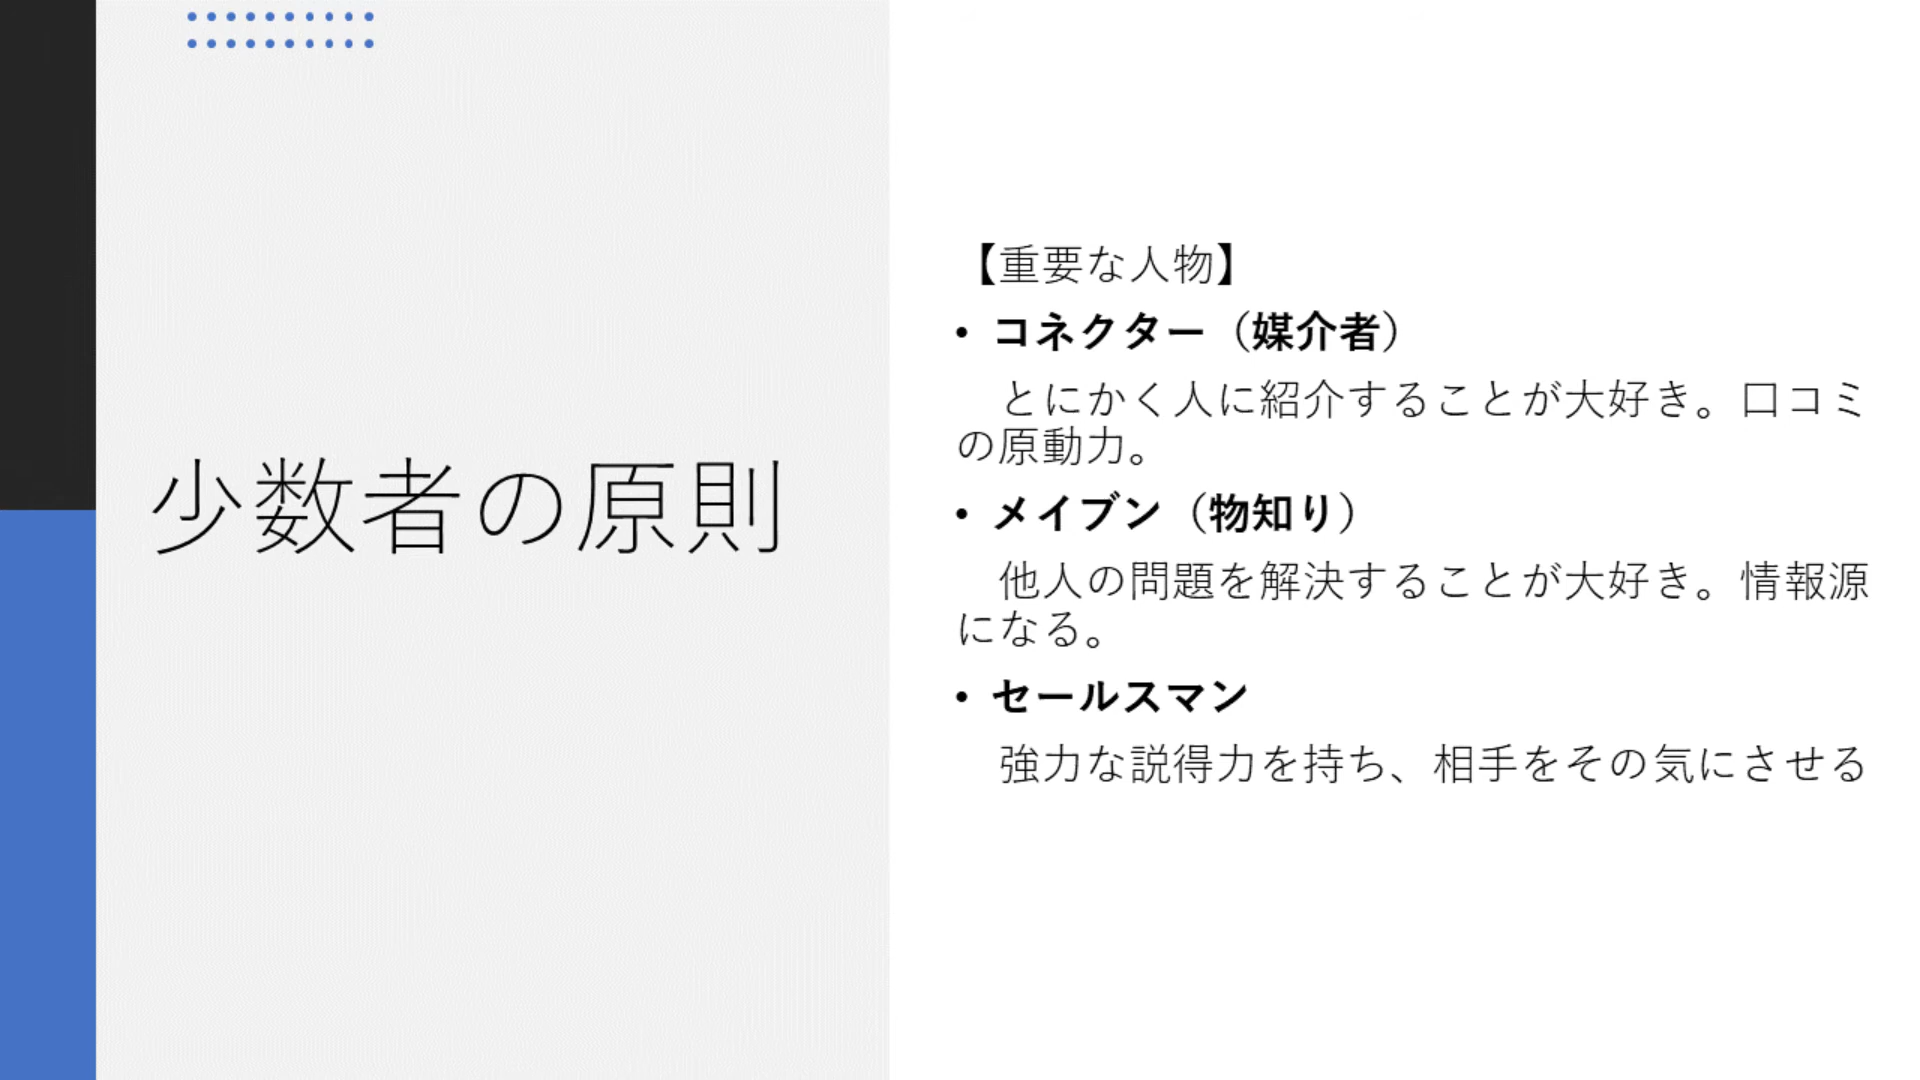 少数者の原則
【重要な人物】
• コネクター（媒介者）
とにかく人に紹介することが大好き。口コミ
の原動力。
• メイブン（物知り）
他人の問題を解決することが大好き。情報源
になる。
• セールスマン
強力な説得力を持ち、相手をその気にさせる